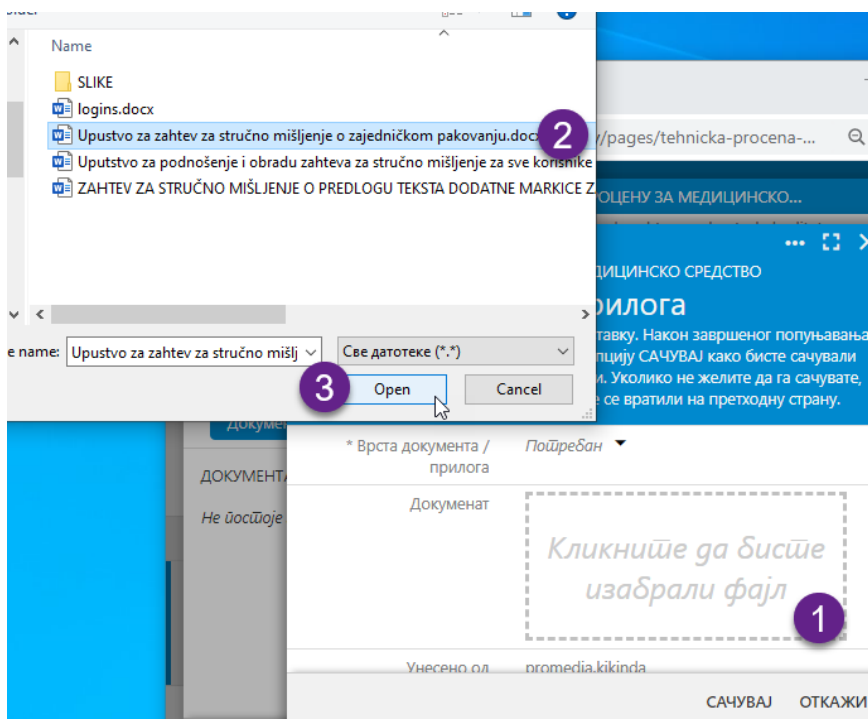 Name
SLIKE
logins.docx
Upustvo za zahtev za stručno mišljenje o zajedničkom pakovanju.docx
2
Uputstvo za podnošenje i obradu zahteva za stručno mišljenje za sve korisnike
ZAHTEV ZA STRUČNO MIŠLJENJE O PREDLOGU TEKSTA DODATNE MARKICE Z
e name:
Upustvo za zahtev za stručno mišlj
Све датотеке (*.*)
3
Open
Cancel
/pages/tehnicka-procena-...
ОЦЕНУ ЗА МЕДИЦИНСКО...
ДИЦИНСКО СРЕДСТВО
рилога
тавку. Након завршеног попуњавања
пцију САЧУВАЈ како бисте сачували
и. Уколико не желите да га сачувате,
е се вратили на претходну страну.
Докумен
ДОКУМЕНТА
Не постоје
* Врста документа /
прилога
Потребан
Документ
Кликните да бисте
изабрали фајл
1
Унесено од
promedia.kikinda
САЧУВАЈ
ОТКАЖИ